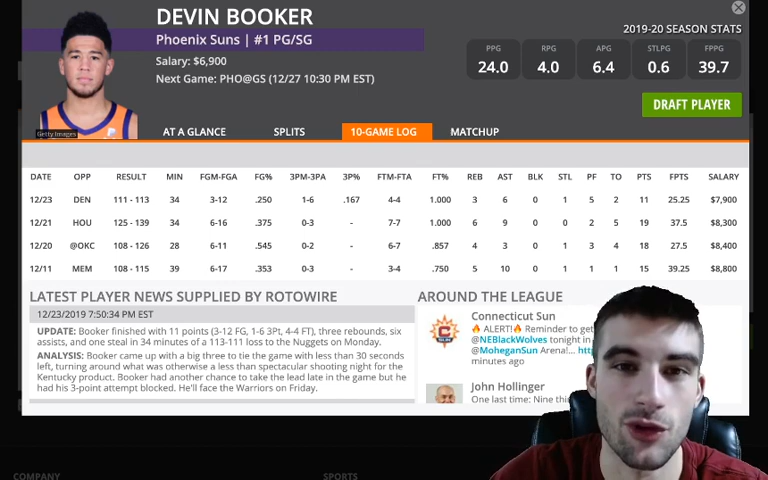 DEVIN BOOKER
Phoenix Suns | #1 PG/SG
Salary: $6,900
Next Game: PHO@GS (12/27 10:30 PM EST)
2019-20 SEASON STATS
PPG RPG APG STLPG FPPG
24.0 4.0 6.4 0.6 39.7
DRAFT PLAYER
Getty Images
AT A GLANCE SPLITS 10-GAME LOG MATCHUP
DATE OPP RESULT MIN FGM-FGA FG% 3PM-3PA 3P% FTM-FTA FT% REB AST BLK STL PF TO PTS FPTS SALARY
12/23 DEN 111 - 113 34 3-12 .250 1-6 .167 4-4 1.000 3 6 0 1 5 2 11 25.25 $7,900
12/21 HOU 125 - 139 34 6-16 .375 0-3 - 7-7 1.000 6 9 0 0 2 5 19 37.5 $8,300
12/20 @OKC 108 - 126 28 6-11 .545 0-2 - 6-7 .857 4 3 0 1 3 4 18 27.5 $8,400
12/11 MEM 108 - 115 39 6-17 .353 0-3 - 3-4 .750 5 10 0 1 1 1 15 39.25 $8,800
LATEST PLAYER NEWS SUPPLIED BY ROTOWIRE
12/23/2019 7:50:34 PM EST
UPDATE: Booker finished with 11 points (3-12 FG, 1-6 3Pt, 4-4 FT), three rebounds, six
assists, and one steal in 34 minutes of a 113-111 loss to the Nuggets on Monday.
ANALYSIS: Booker came up with a big three to tie the game with less than 30 seconds
left, turning around what was otherwise a less than spectacular shooting night for the
Kentucky product. Booker had another chance to take the lead late in the game but he
had his 3-point attempt blocked. He'll face the Warriors on Friday.
AROUND THE LEAGUE
Connecticut Sun
🔥 ALERT!🔥 Reminder to get
@NEBlackWolves tonight in
@MoheganSun Arena!... htt
minutes ago
John Hollinger
One last time: Nine thi
COMPANY SPORTS